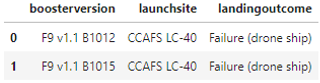 boosterversion launchsite landingoutcome
0 F9 v1.1 B1012 CCAFS LC-40 Failure (drone ship)
1 F9 v1.1 B1015 CCAFS LC-40 Failure (drone ship)